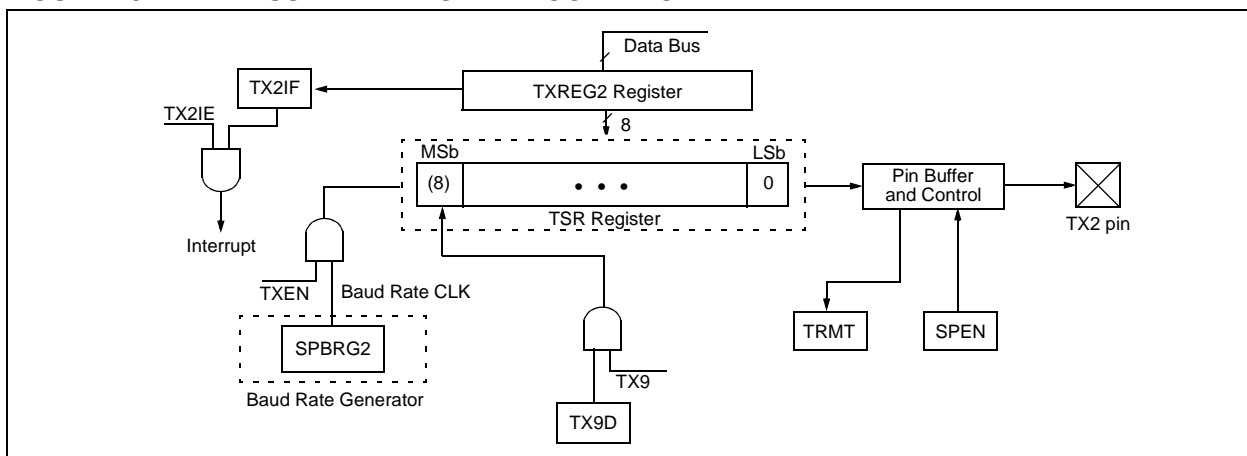 Data Bus
TX2IF
TXREG2 Register
TX2IE
8
MSb
LSb
(8)
• • •
0
Pin Buffer
and Control
TSR Register
TX2 pin
Interrupt
TXEN
Baud Rate CLK
TRMT
SPEN
SPBRG2
TX9
Baud Rate Generator
TX9D